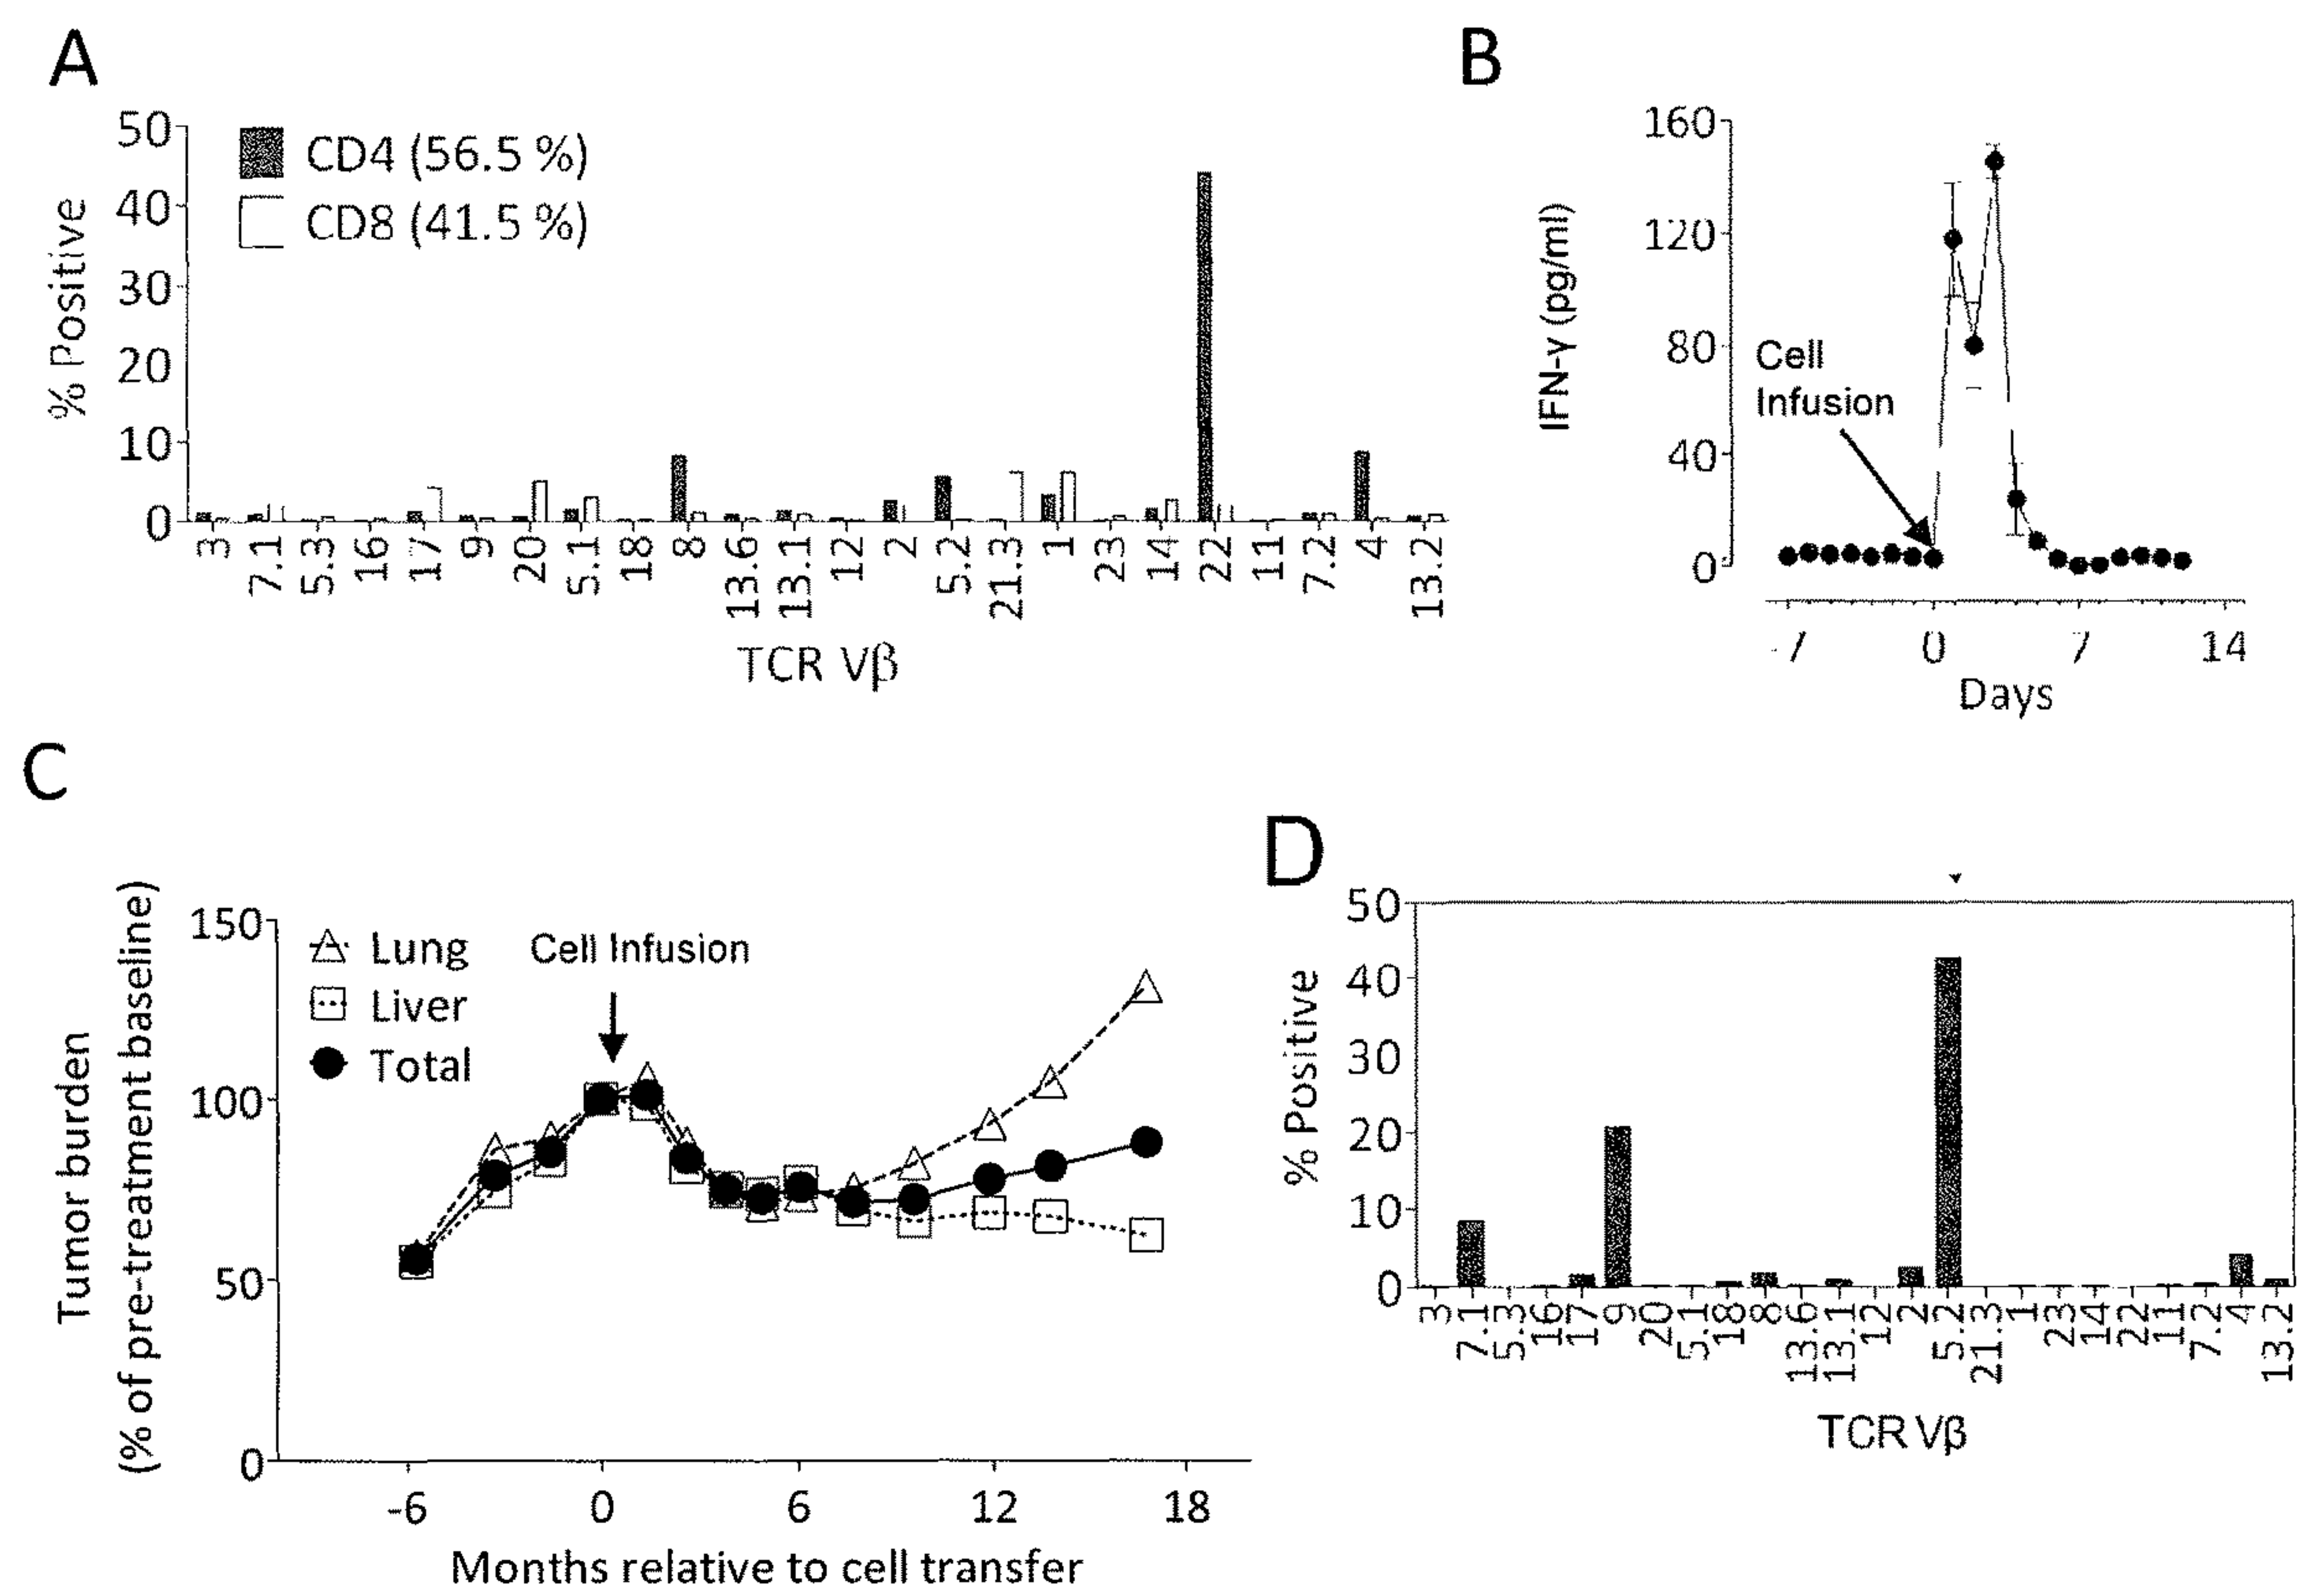 A
50
40
30
20
10
0
% Positive
CD4 (56.5 %)
CD8 (41.5 %)
3 7.1 5.3 16 17 9 20 5.1 18 8 13.6 13.1 12 2 5.2 21.3 1 23 14 22 11 7.2 4 13.2
TCR Vβ
B
160
120
80
40
0
IFN-γ (pg/ml)
Cell
Infusion
-7 0 7 14
Days
C
150
100
50
0
Tumor burden
(% of pre-treatment baseline)
Lung
Liver
Total
Cell Infusion
-6 0 6 12 18
Months relative to cell transfer
D
50
40
30
20
10
0
% Positive
3 7.1 5.3 16 17 9 20 5.1 18 8 13.6 13.1 12 2 5.2 21.3 1 23 14 22 11 7.2 4 13.2
TCR Vβ